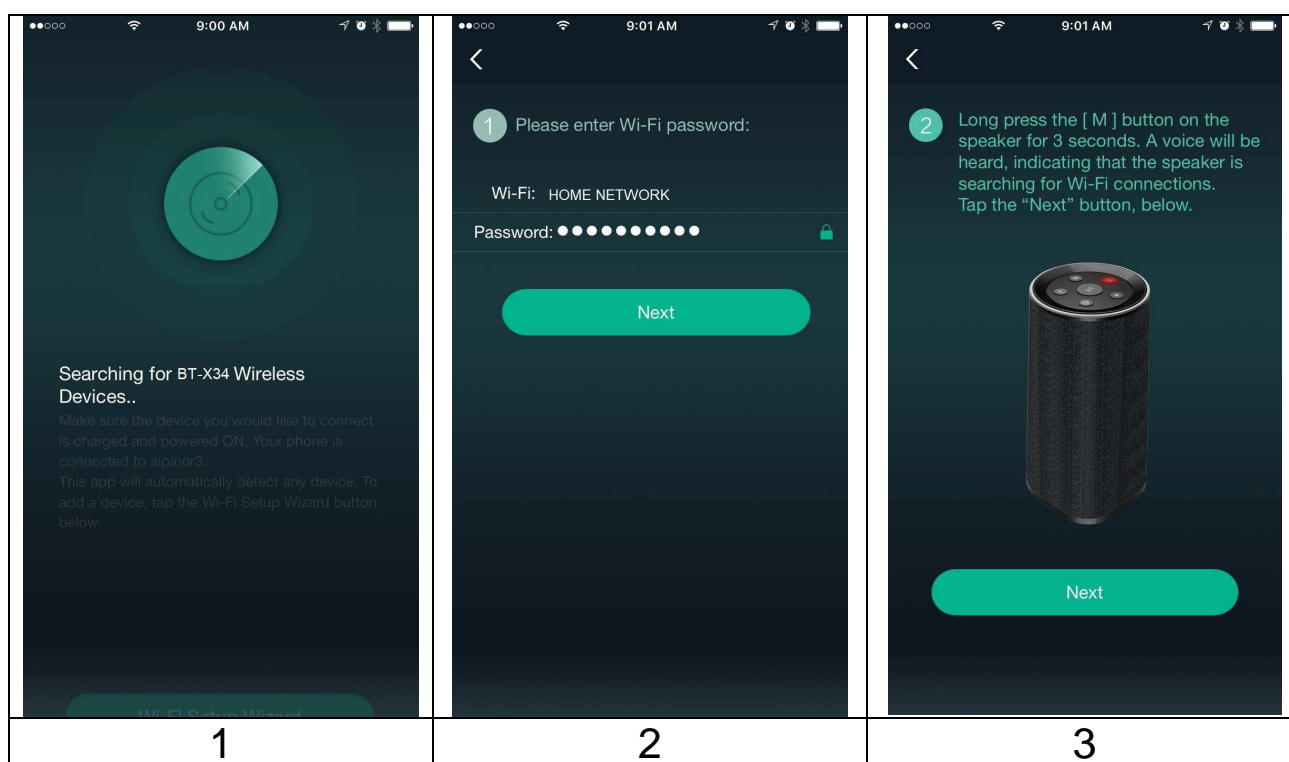 9:00 AM
Searching for BT-X34 Wireless
Devices..
Make sure the device you would like to connect
is charged and powered ON. Your phone is
connected to alpinor3.
This app will automatically detect any device. To
add a device, tap the Wi-Fi Setup Wizard button,
below.
Wi-Fi Setup Wizard
1
9:01 AM
1 Please enter Wi-Fi password:
Wi-Fi: HOME NETWORK
Password: ●●●●●●●●●●
Next
2
9:01 AM
2 Long press the [ M ] button on the
speaker for 3 seconds. A voice will be
heard, indicating that the speaker is
searching for Wi-Fi connections.
Tap the “Next” button, below.
Next
3